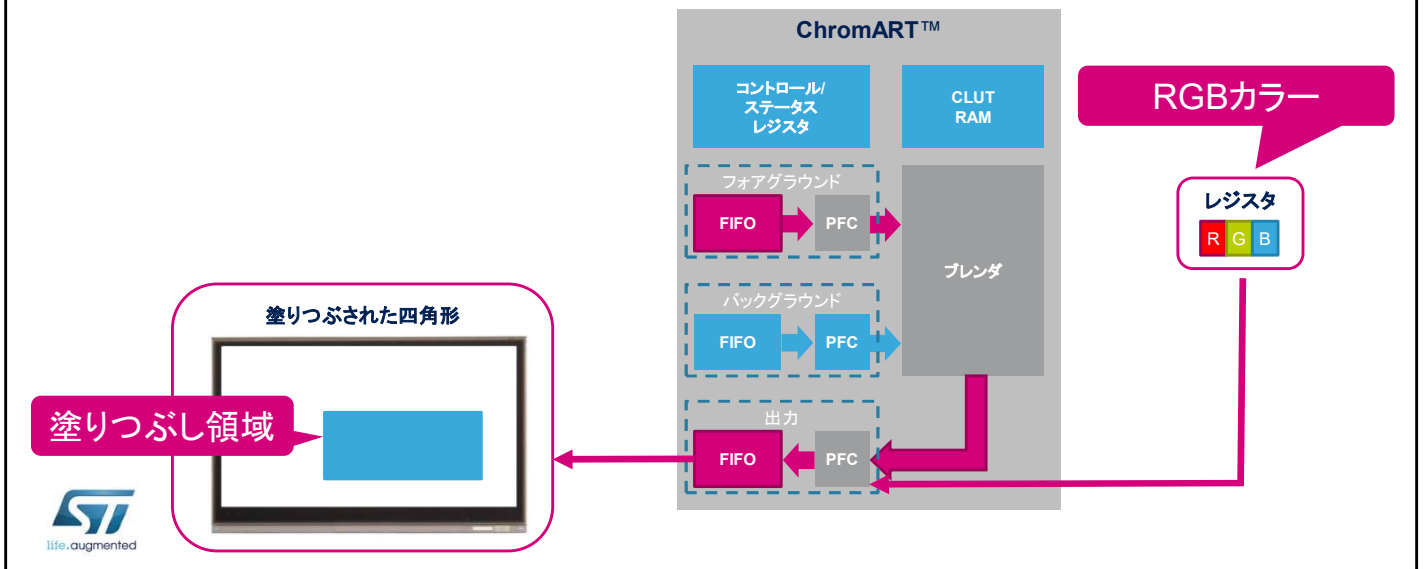 ChromART™
コントロール/
ステータス
レジスタ
CLUT
RAM
RGBカラー
フォアグラウンド
FIFO
PFC
レジスタ
R G B
ブレンダ
バックグラウンド
FIFO
PFC
塗りつぶされた四角形
塗りつぶし領域
出力
FIFO
PFC
ST
life.augmented